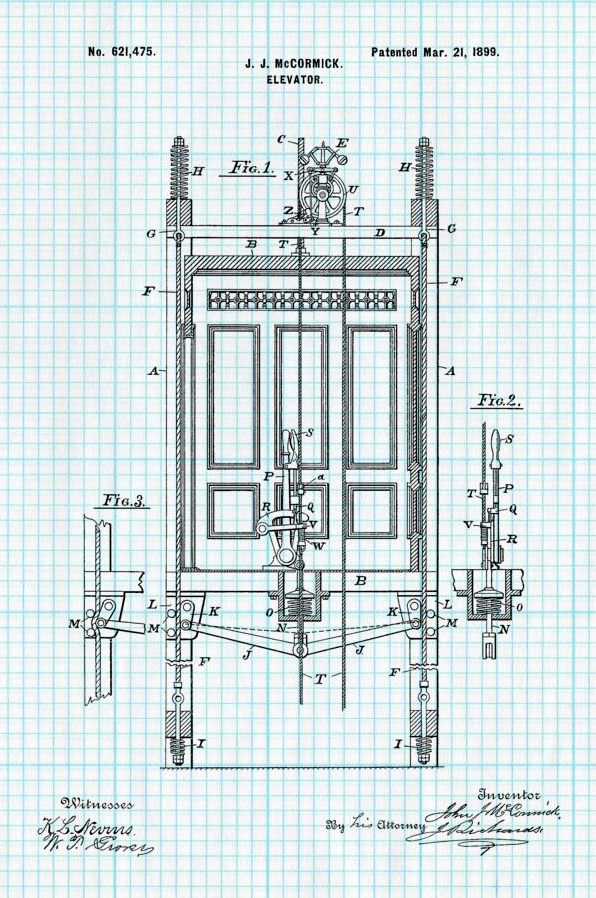 No. 621,475.
Patented Mar. 21, 1899.
J. J. McCORMICK.
ELEVATOR.
Fig.1.
C
E
H
X
H
U
Z
T
Y
G
D
G
B
T
F
F
A
A
Fig.2.
S
S
P
a
P
T
Q
Q
Fig.3.
R
V
V
R
W
B
L
K
K
L
O
O
M
M
M
N
N
J
J
F
T
F
I
I
Witnesses
K. L. Nevins.
W. T.
Inventor
John J McCormick,
By his Attorney
J Richards.